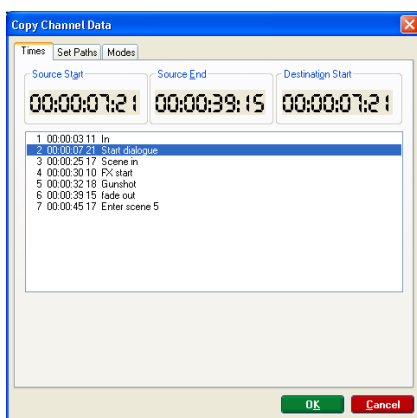 Copy Channel Data
Times Set Paths Modes
Source Start Source End Destination Start
00:00:07:21 00:00:39:15 00:00:07:21
1 00:00:03 11 In
2 00:00:07 21 Start dialogue
3 00:00:25 17 Scene in
4 00:00:30 10 FX start
5 00:00:32 18 Gunshot
6 00:00:39 15 fade out
7 00:00:45 17 Enter scene 5
OK Cancel